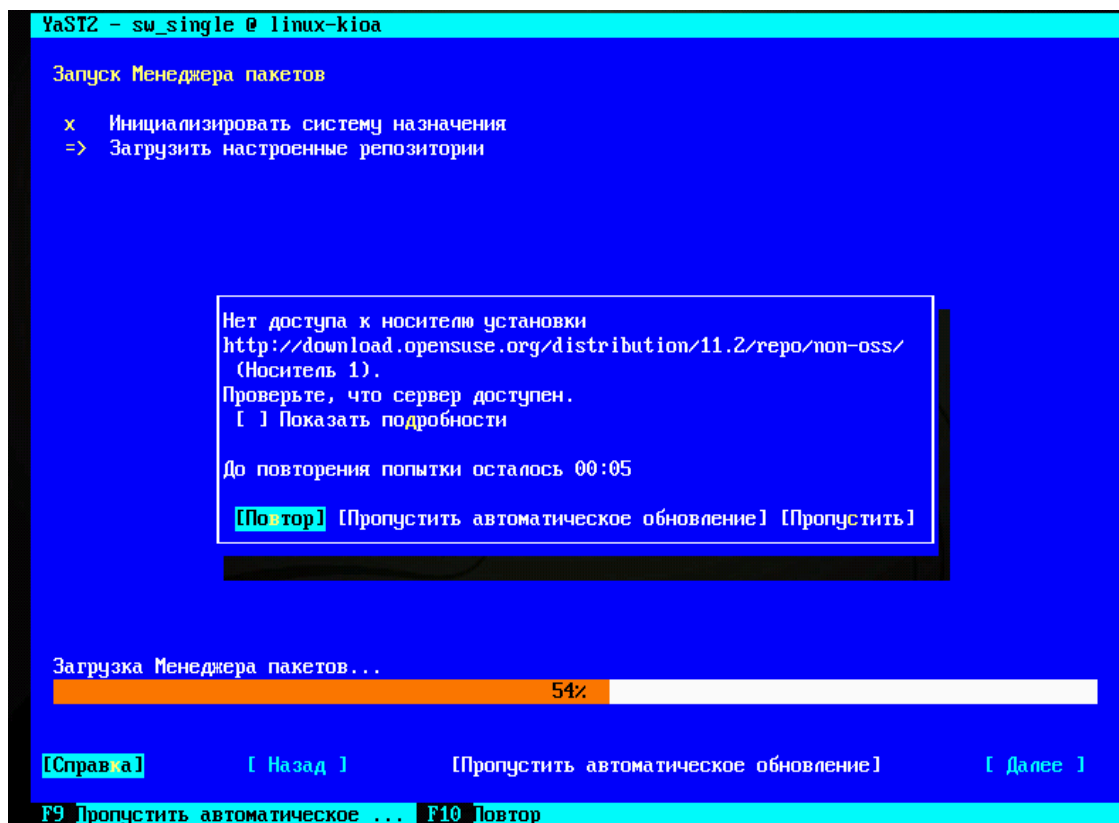 YaST2 - sw_single @ linux-kioa
Запуск Менеджера пакетов
x Инициализировать систему назначения
=> Загрузить настроенные репозитории
Нет доступа к носителю установки
http://download.opensuse.org/distribution/11.2/repo/non-oss/
(Носитель 1).
Проверьте, что сервер доступен.
[ ] Показать подробности
До повторения попытки осталось 00:05
[Повтор] [Пропустить автоматическое обновление] [Пропустить]
Загрузка Менеджера пакетов...
54%
[Справка] [ Назад ] [Пропустить автоматическое обновление] [ Далее ]
F9 Пропустить автоматическое ... F10 Повтор